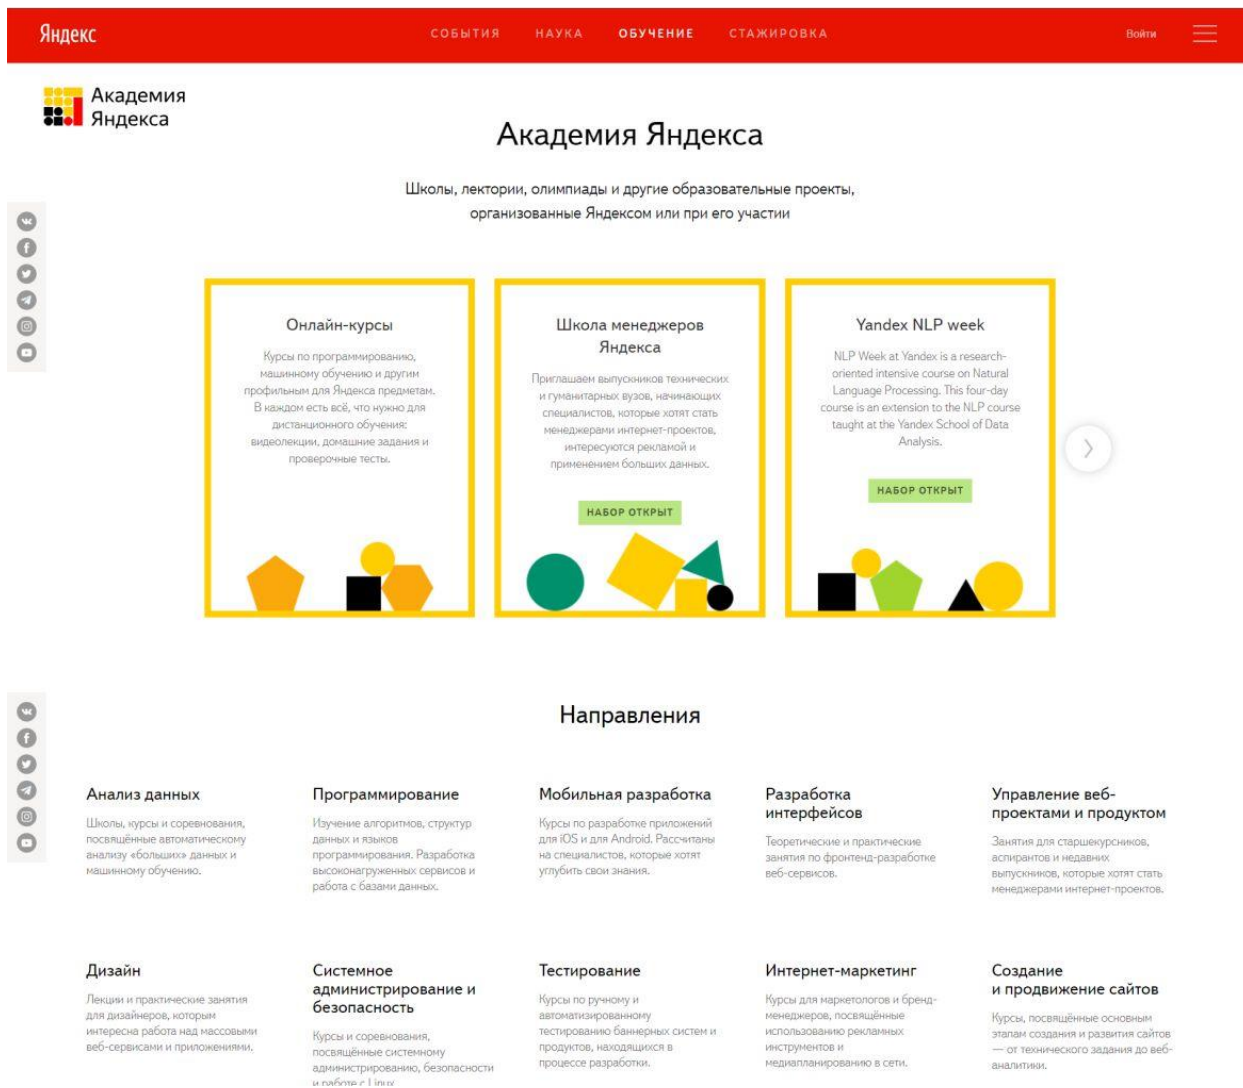 Яндекс
СОБЫТИЯ НАУКА ОБУЧЕНИЕ СТАЖИРОВКА
Войти
Академия
Яндекса
Академия Яндекса
Школы, лектории, олимпиады и другие образовательные проекты,
организованные Яндексом или при его участии
Онлайн-курсы
Курсы по программированию,
машинному обучению и другим
профильным для Яндекса предметам.
В каждом есть всё, что нужно для
дистанционного обучения:
видеолекции, домашние задания и
проверочные тесты.
Школа менеджеров
Яндекса
Приглашаем выпускников технических
и гуманитарных вузов, начинающих
специалистов, которые хотят стать
менеджерами интернет-проектов,
интересуются рекламой и
применением больших данных.
НАБОР ОТКРЫТ
Yandex NLP week
NLP Week at Yandex is a research-
oriented intensive course on Natural
Language Processing. This four-day
course is an extension to the NLP course
taught at the Yandex School of Data
Analysis.
НАБОР ОТКРЫТ
Направления
Анализ данных
Школы, курсы и соревнования,
посвящённые автоматическому
анализу «больших» данных и
машинному обучению.
Программирование
Изучение алгоритмов, структур
данных и языков
программирования. Разработка
высоконагруженных сервисов и
работа с базами данных.
Мобильная разработка
Курсы по разработке приложений
для iOS и для Android. Рассчитаны
на специалистов, которые хотят
углубить свои знания.
Разработка
интерфейсов
Теоретические и практические
занятия по фронтенд-разработке
веб-сервисов.
Управление веб-
проектами и продуктом
Занятия для старшекурсников,
аспирантов и недавних
выпускников, которые хотят стать
менеджерами интернет-проектов.
Дизайн
Лекции и практические занятия
для дизайнеров, которым
интересна работа над массовыми
веб-сервисами и приложениями.
Системное
администрирование и
безопасность
Курсы и соревнования,
посвящённые системному
администрированию, безопасности
и работе с Linux.
Тестирование
Курсы по ручному и
автоматизированному
тестированию баннерных систем и
продуктов, находящихся в
процессе разработки.
Интернет-маркетинг
Курсы для маркетологов и бренд-
менеджеров, посвящённые
использованию рекламных
инструментов и
медиапланированию в сети.
Создание
и продвижение сайтов
Курсы, посвящённые основным
этапам создания и развития сайтов
— от технического задания до веб-
аналитики.